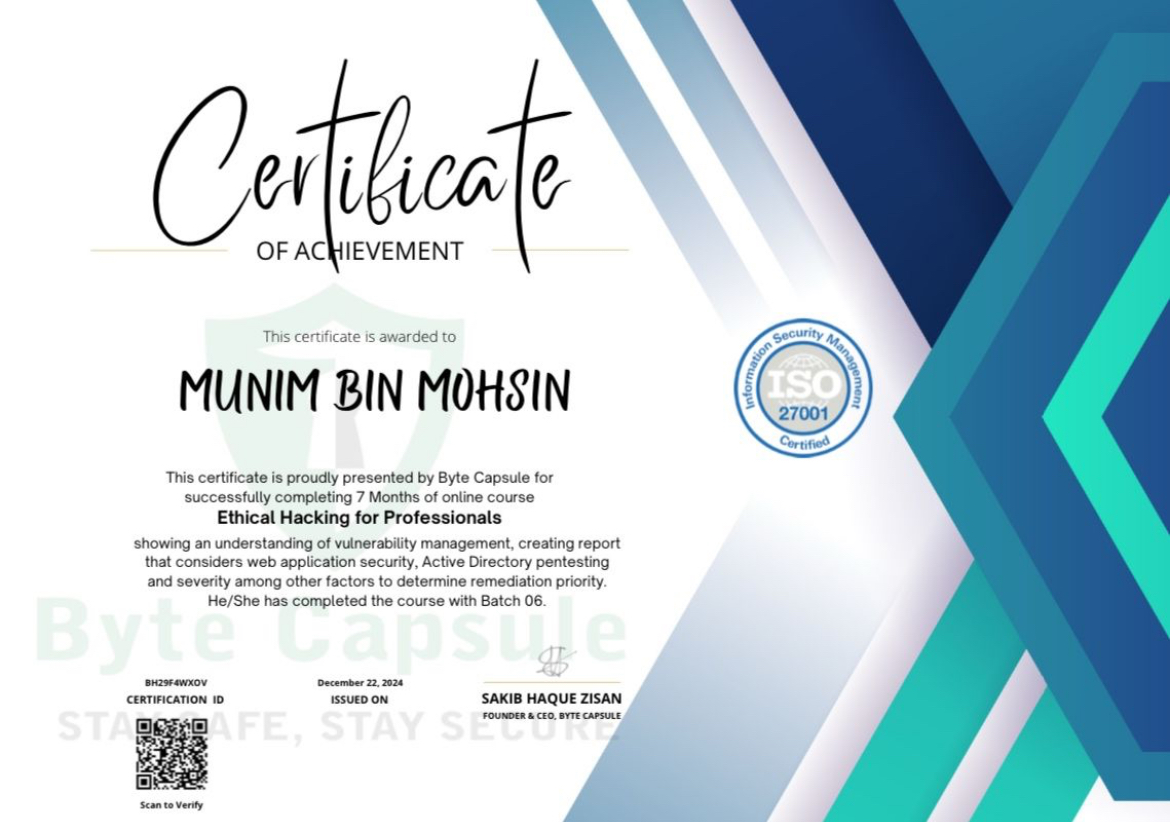 Certificate
OF ACHIEVEMENT
This certificate is awarded to
MUNIM BIN MOHSIN
Information Security Management
ISO
27001
Certified
This certificate is proudly presented by Byte Capsule for
successfully completing 7 Months of online course
Ethical Hacking for Professionals
showing an understanding of vulnerability management, creating report
that considers web application security, Active Directory pentesting
and severity among other factors to determine remediation priority.
He/She has completed the course with Batch 06.
Byte Capsule
BH29F4WXOV
CERTIFICATION ID
December 22, 2024
ISSUED ON
SAKIB HAQUE ZISAN
FOUNDER & CEO, BYTE CAPSULE
STAY SAFE, STAY SECURE
Scan to Verify